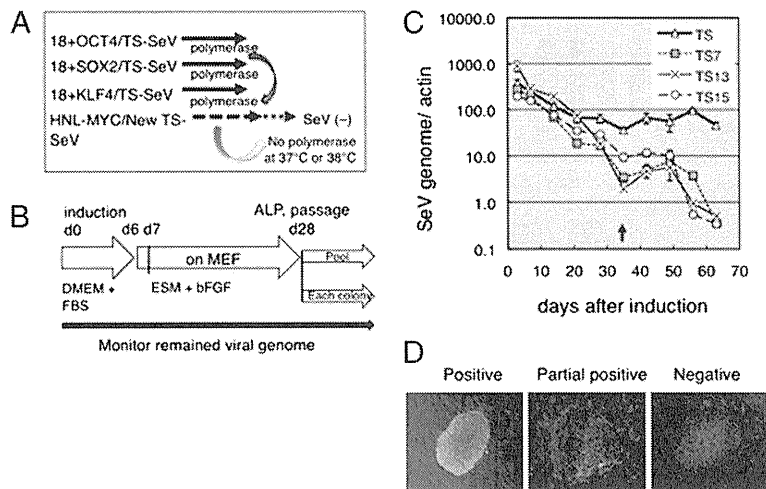 A
18+OCT4/TS-SeV
polymerase
18+SOX2/TS-SeV
polymerase
18+KLF4/TS-SeV
polymerase
HNL-MYC/New TS-
SeV
SeV (−)
No polymerase
at 37°C or 38°C
B
induction
d0
d6 d7
ALP, passage
d28
on MEF
Pool
Each colony
DMEM +
FBS
ESM + bFGF
Monitor remained viral genome
C
SeV genome/ actin
10000.0
1000.0
100.0
10.0
1.0
0.1
TS
TS7
TS13
TS15
0 10 20 30 40 50 60 70
days after induction
D
Positive
Partial positive
Negative